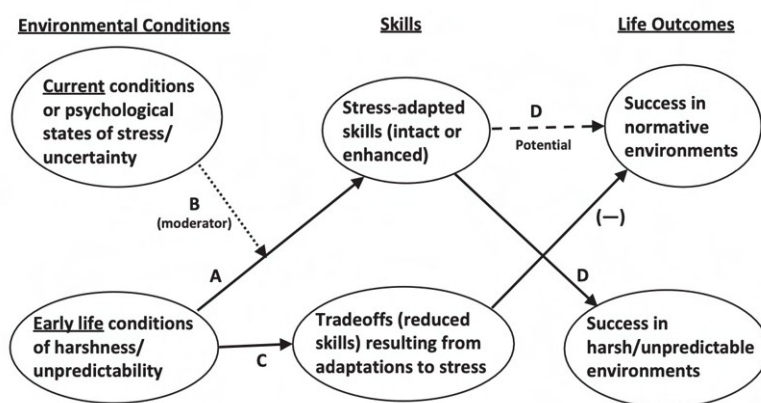 Environmental Conditions
Skills
Life Outcomes
Current conditions
or psychological
states of stress/
uncertainty
Stress-adapted
skills (intact or
enhanced)
D
Potential
Success in
normative
environments
B
(moderator)
(—)
A
D
Early life conditions
of harshness/
unpredictability
C
Tradeoffs (reduced
skills) resulting from
adaptations to stress
Success in
harsh/unpredictable
environments